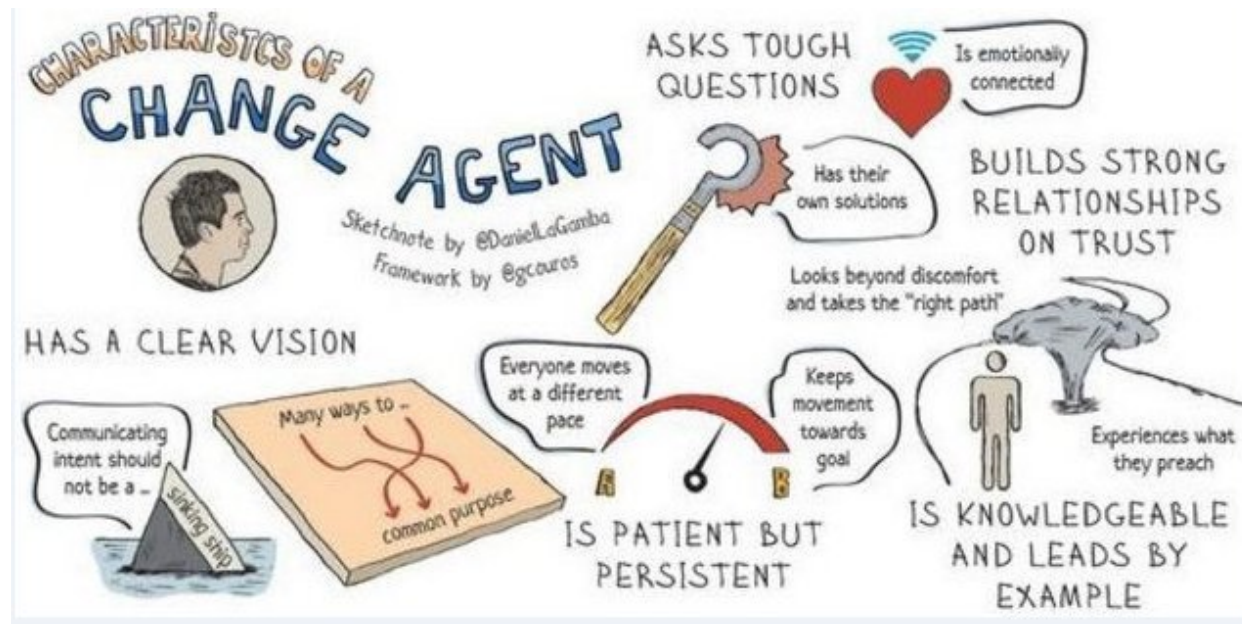 CHARACTERISTCS OF A
CHANGE
AGENT
Sketchnote by @DanielLaGamba
Framework by @gcouros
ASKS TOUGH
QUESTIONS
Is emotionally
connected
Has their
own solutions
BUILDS STRONG
RELATIONSHIPS
ON TRUST
Looks beyond discomfort
and takes the "right path"
HAS A CLEAR VISION
Communicating
intent should
not be a ..
sinking ship
Many ways to ..
common purpose
Everyone moves
at a different
pace
Keeps
movement
towards
goal
A
B
IS PATIENT BUT
PERSISTENT
Experiences what
they preach
IS KNOWLEDGEABLE
AND LEADS BY
EXAMPLE